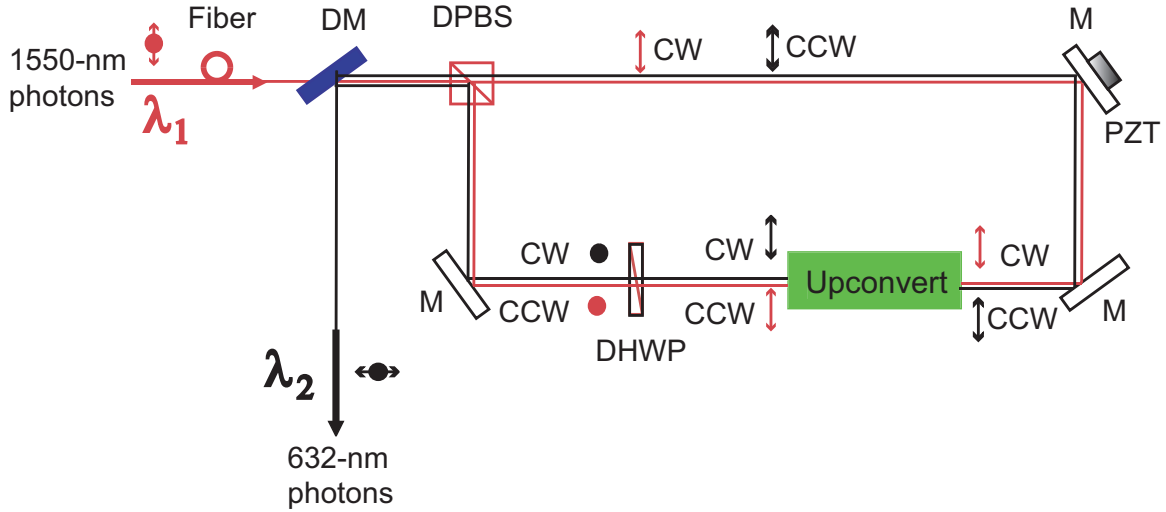 Fiber
DM
DPBS
M
1550-nm
photons
λ1
CW
CCW
PZT
CW
CW
CW
M
CCW
Upconvert
CCW
CCW
M
DHWP
λ2
632-nm
photons